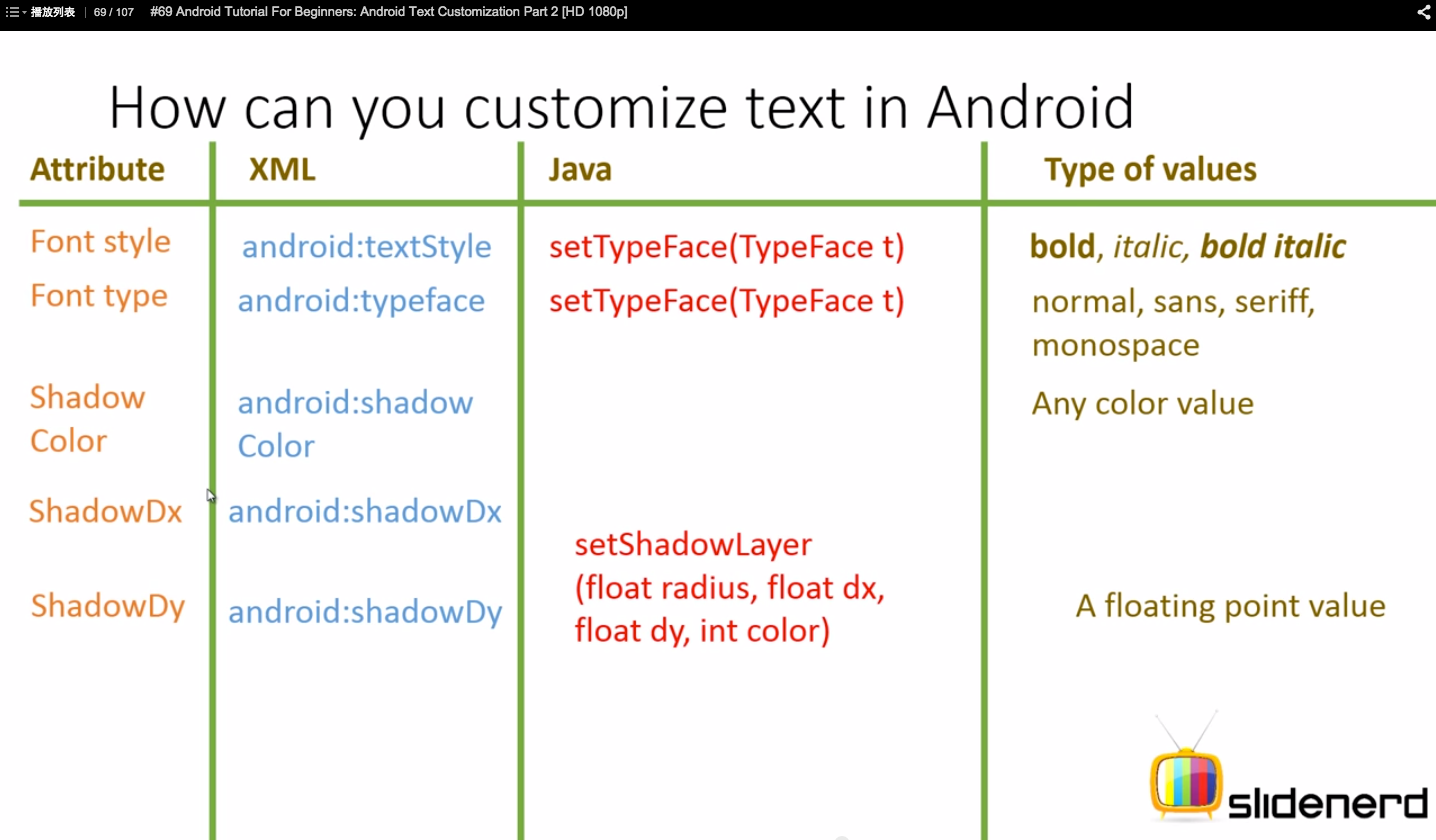 播放列表 69 / 107 #69 Android Tutorial For Beginners: Android Text Customization Part 2 [HD 1080p]
How can you customize text in Android
Attribute XML Java Type of values
Font style android:textStyle setTypeFace(TypeFace t) bold, italic, bold italic
Font type android:typeface setTypeFace(TypeFace t) normal, sans, seriff,
monospace
Shadow android:shadow Any color value
Color Color
ShadowDx android:shadowDx
setShadowLayer
(float radius, float dx,
ShadowDy android:shadowDy A floating point value
float dy, int color)
slidenerd